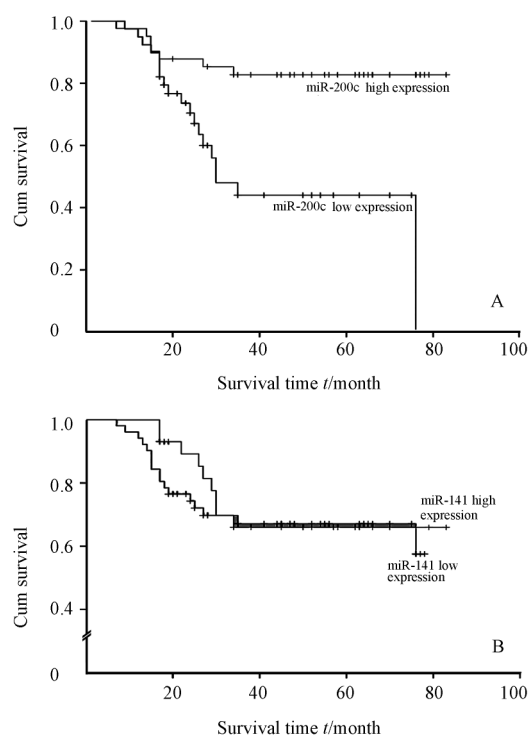 1.0
0.8
0.6
0.4
0.2
0
Cum survival
miR-200c high expression
miR-200c low expression
A
20
40
60
80
100
Survival time t/month
1.0
0.8
0.6
0.4
0
Cum survival
miR-141 high
expression
miR-141 low
expression
B
20
40
60
80
100
Survival time t/month